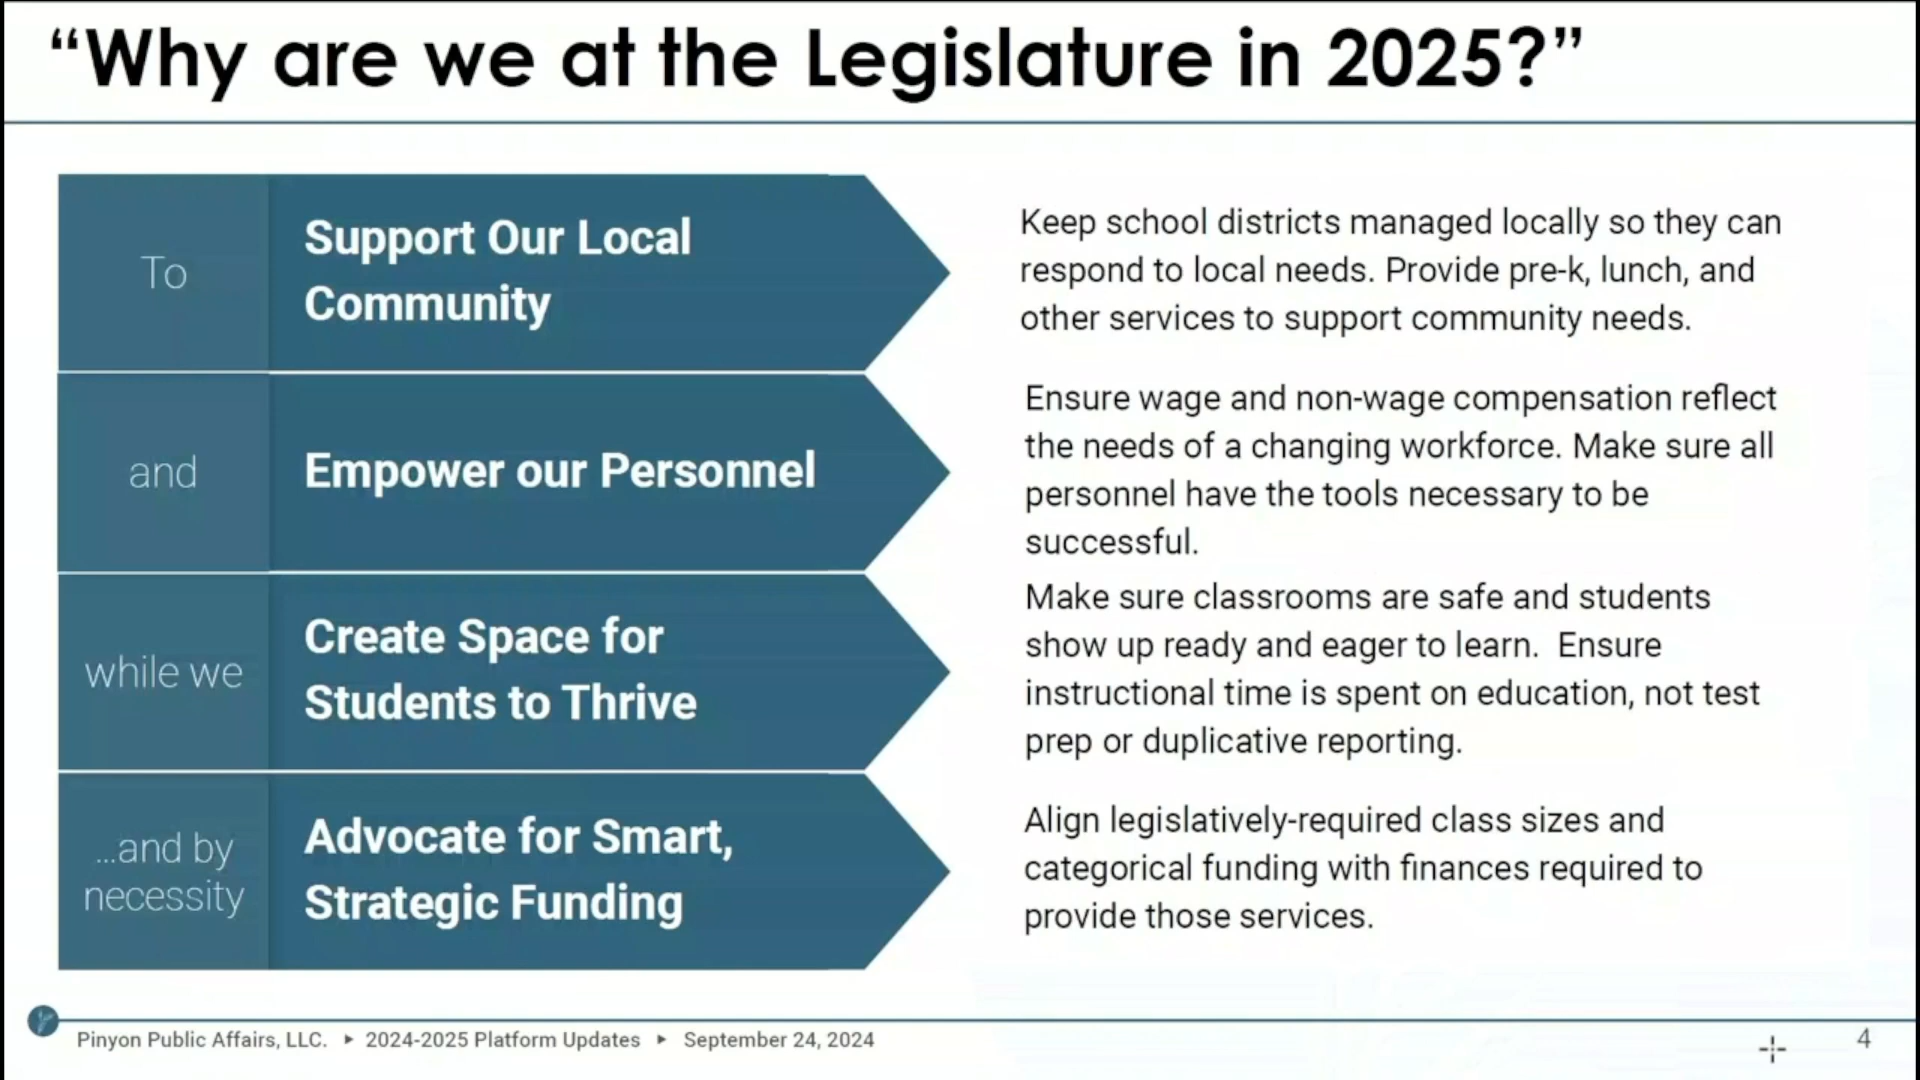 “Why are we at the Legislature in 2025?”
To
Support Our Local
Community
Keep school districts managed locally so they can
respond to local needs. Provide pre-k, lunch, and
other services to support community needs.
and
Empower our Personnel
Ensure wage and non-wage compensation reflect
the needs of a changing workforce. Make sure all
personnel have the tools necessary to be
successful.
while we
Create Space for
Students to Thrive
Make sure classrooms are safe and students
show up ready and eager to learn.  Ensure
instructional time is spent on education, not test
prep or duplicative reporting.
...and by
necessity
Advocate for Smart,
Strategic Funding
Align legislatively-required class sizes and
categorical funding with finances required to
provide those services.
Pinyon Public Affairs, LLC. ▸ 2024-2025 Platform Updates ▸ September 24, 2024
4